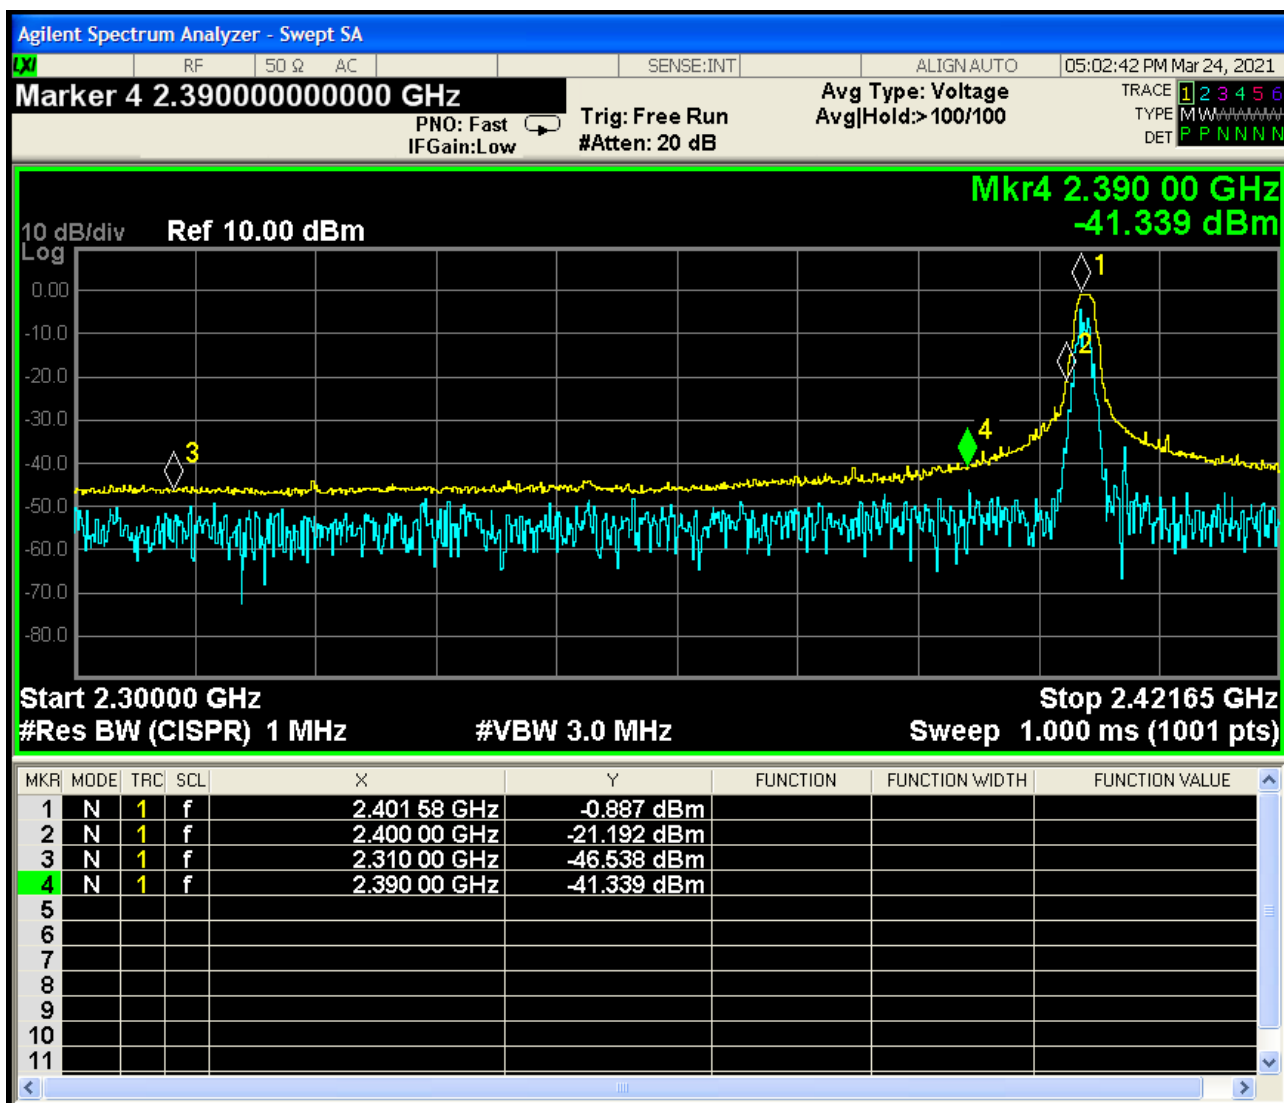 Agilent Spectrum Analyzer - Swept SA
LXI RF 50 Ω AC SENSE:INT ALIGN AUTO 05:02:42 PM Mar 24, 2021
Marker 4 2.390000000000 GHz
PNO: Fast
IFGain:Low
Trig: Free Run
#Atten: 20 dB
Avg Type: Voltage
Avg|Hold:>100/100
TRACE 1 2 3 4 5 6
TYPE M W W W W W
DET P P N N N N
Mkr4 2.390 00 GHz
-41.339 dBm
10 dB/div Ref 10.00 dBm
Log
0.00
-10.0
-20.0
-30.0
-40.0
-50.0
-60.0
-70.0
-80.0
1
2
3
4
Start 2.30000 GHz Stop 2.42165 GHz
#Res BW (CISPR) 1 MHz #VBW 3.0 MHz Sweep 1.000 ms (1001 pts)
MKR MODE TRC SCL X Y FUNCTION FUNCTION WIDTH FUNCTION VALUE
1 N 1 f 2.401 58 GHz -0.887 dBm
2 N 1 f 2.400 00 GHz -21.192 dBm
3 N 1 f 2.310 00 GHz -46.538 dBm
4 N 1 f 2.390 00 GHz -41.339 dBm
5
6
7
8
9
10
11